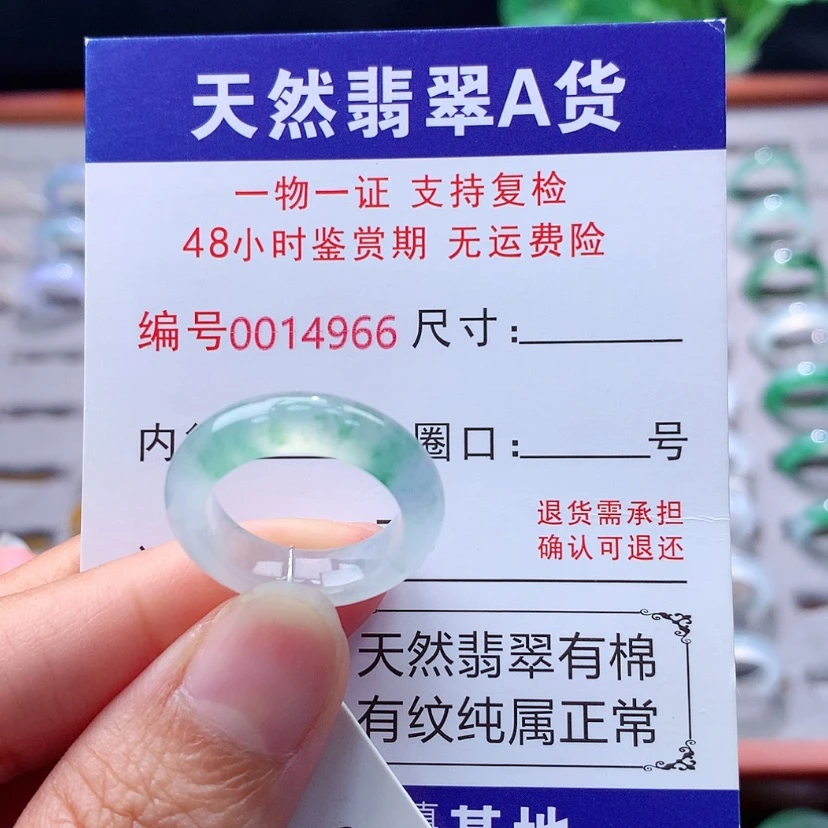 天然翡翠A货
一物一证 支持复检
48小时鉴赏期 无运费险
编号0014966 尺寸:
内 圈口: 号
退货需承担
确认可退还
天然翡翠有棉
有纹纯属正常
基地